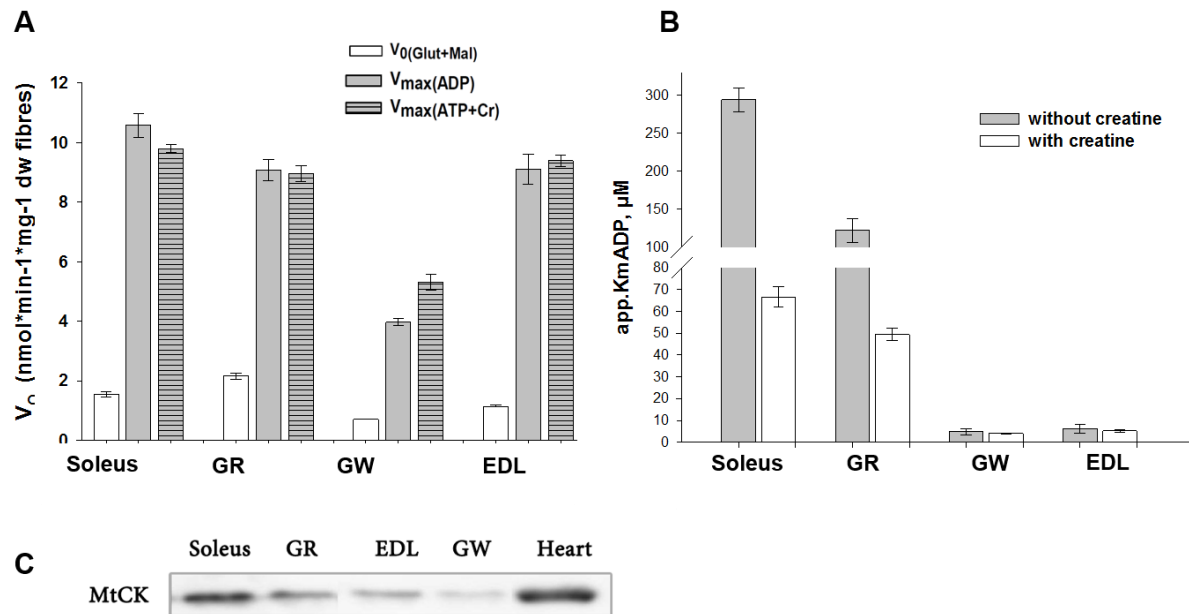 A
V0(Glut+Mal)
Vmax(ADP)
Vmax(ATP+Cr)
V (nmol*min-1*mg-1 dw fibres)
12
10
8
6
4
2
0
Soleus GR GW EDL
B
without creatine
with creatine
app.KmADP, µM
300
250
200
150
100
80
70
60
50
40
30
20
10
0
Soleus GR GW EDL
C
Soleus GR EDL GW Heart
MtCK